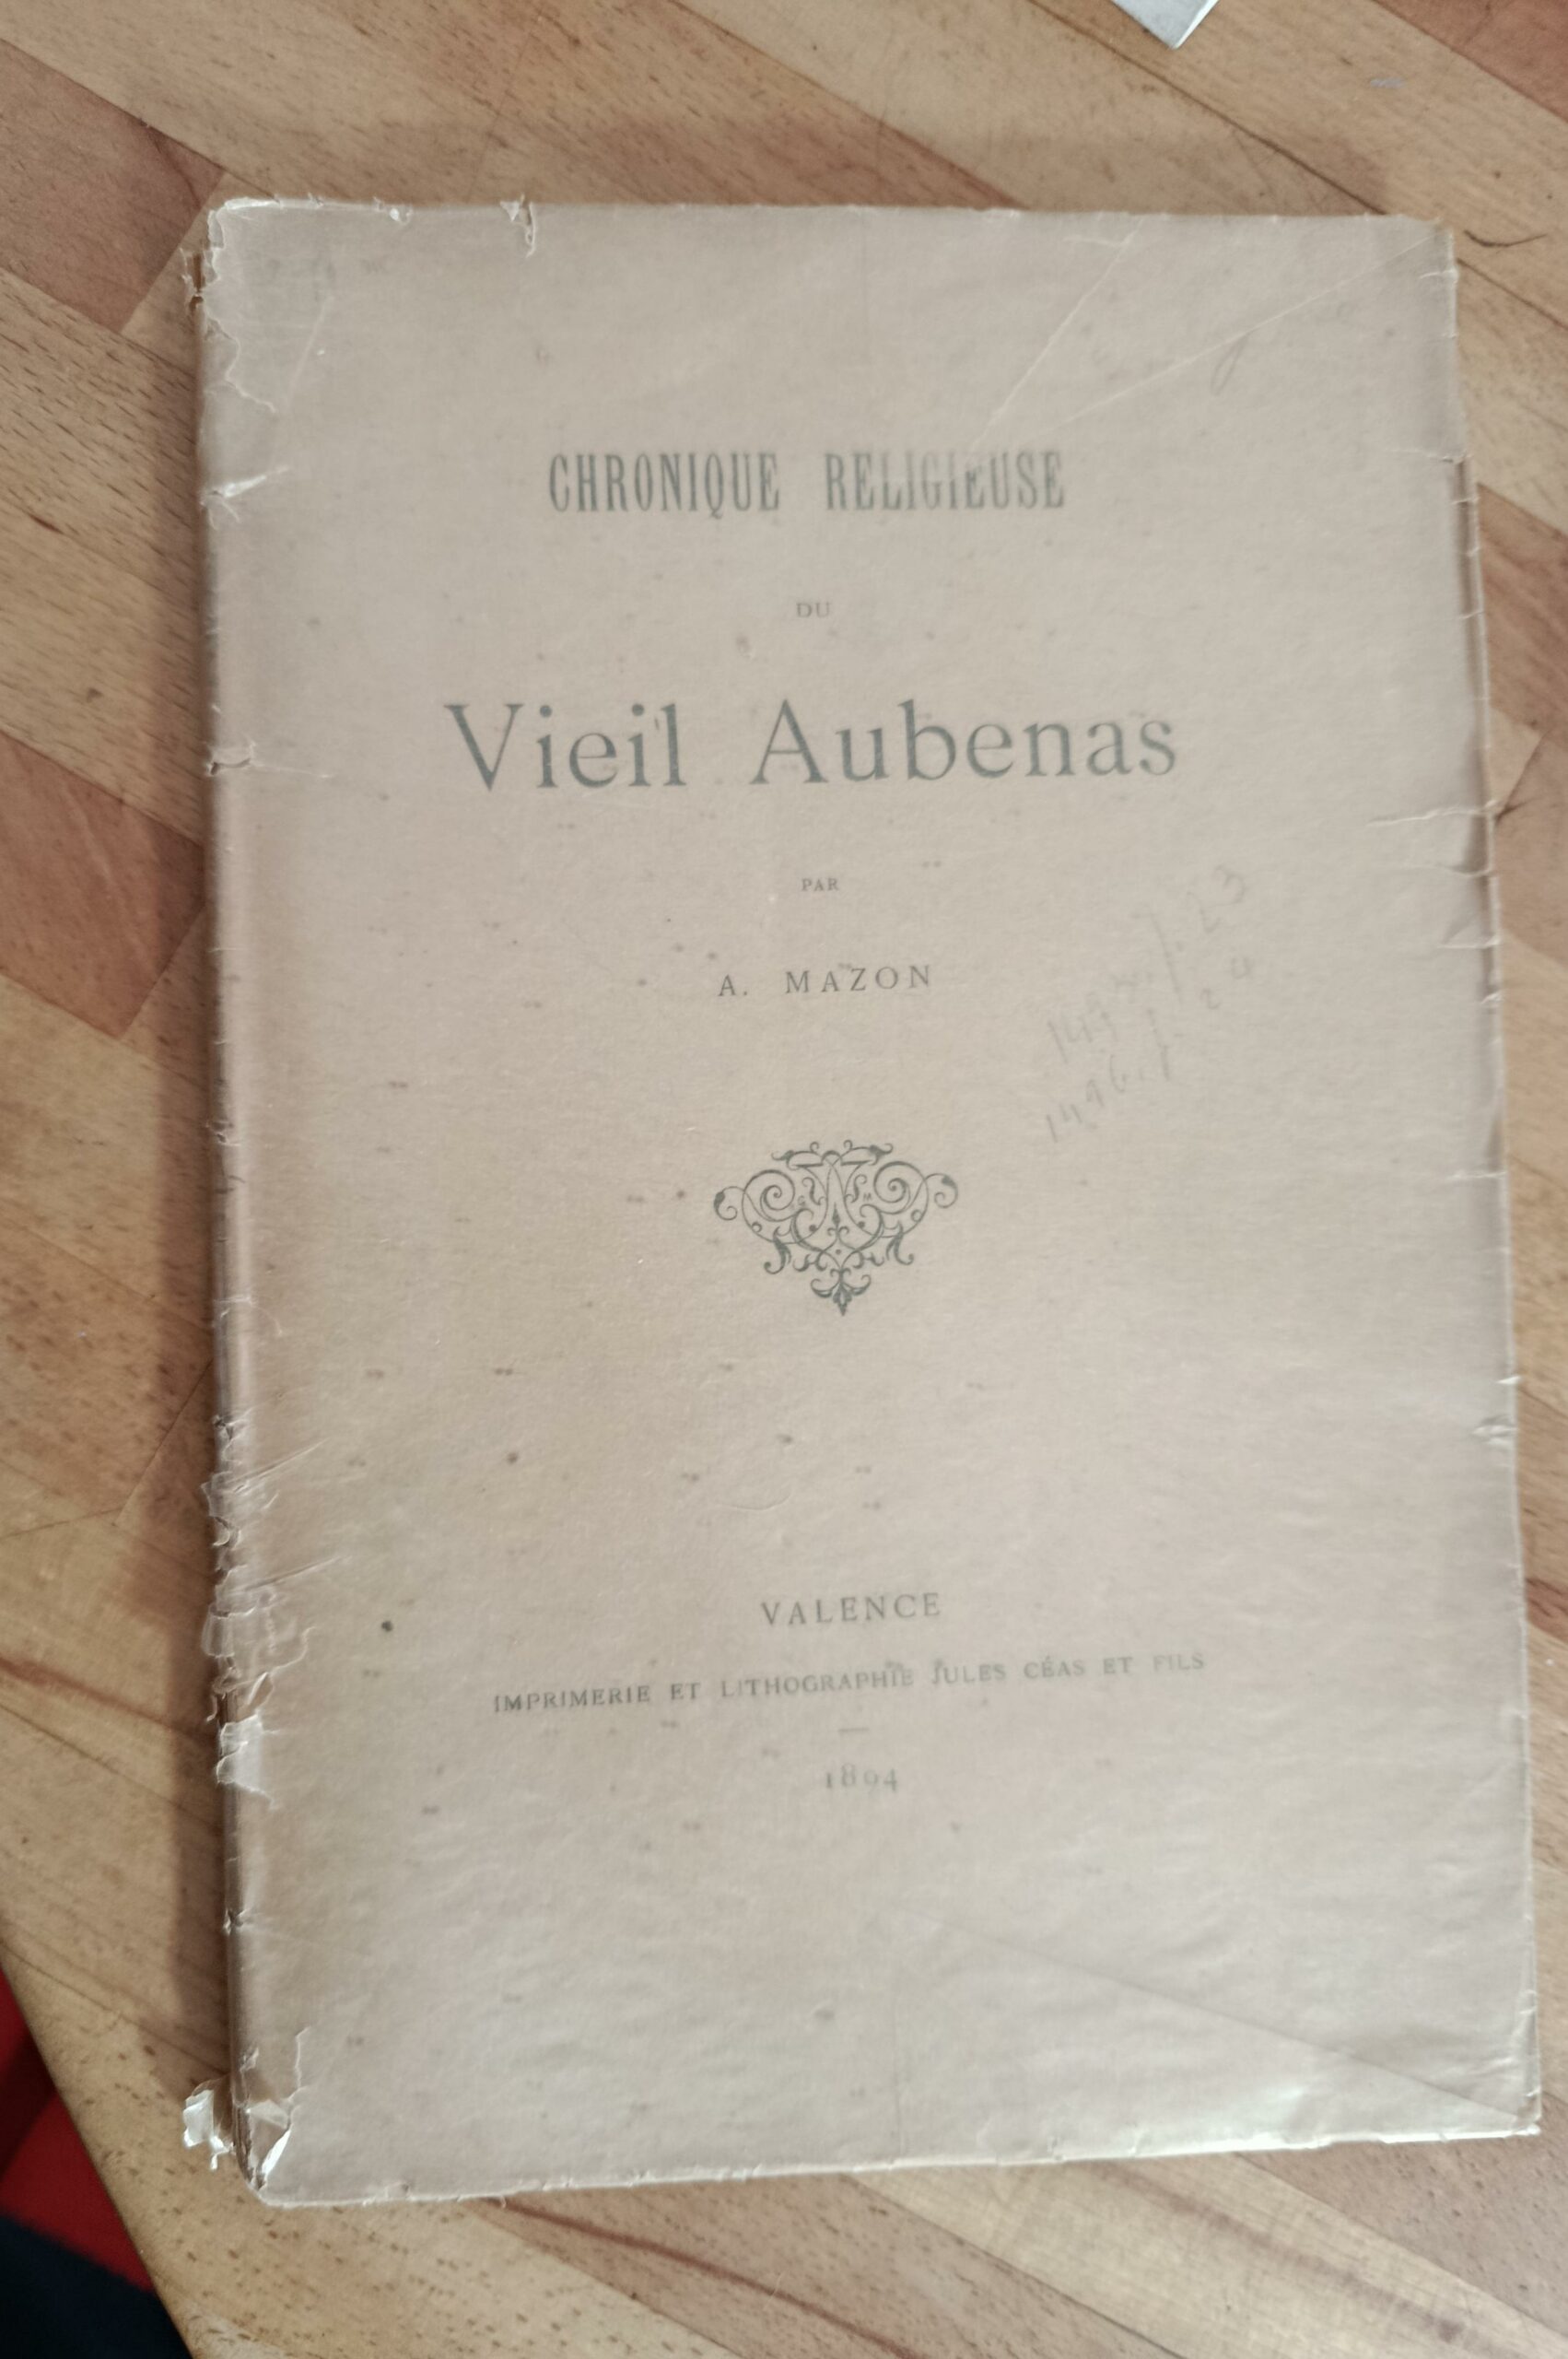 CHRONIQUE RELIGIEUSE
DU
Vieil Aubenas
PAR
A. MAZON
VALENCE
IMPRIMERIE ET LITHOGRAPHIE JULES CÉAS ET FILS
1894